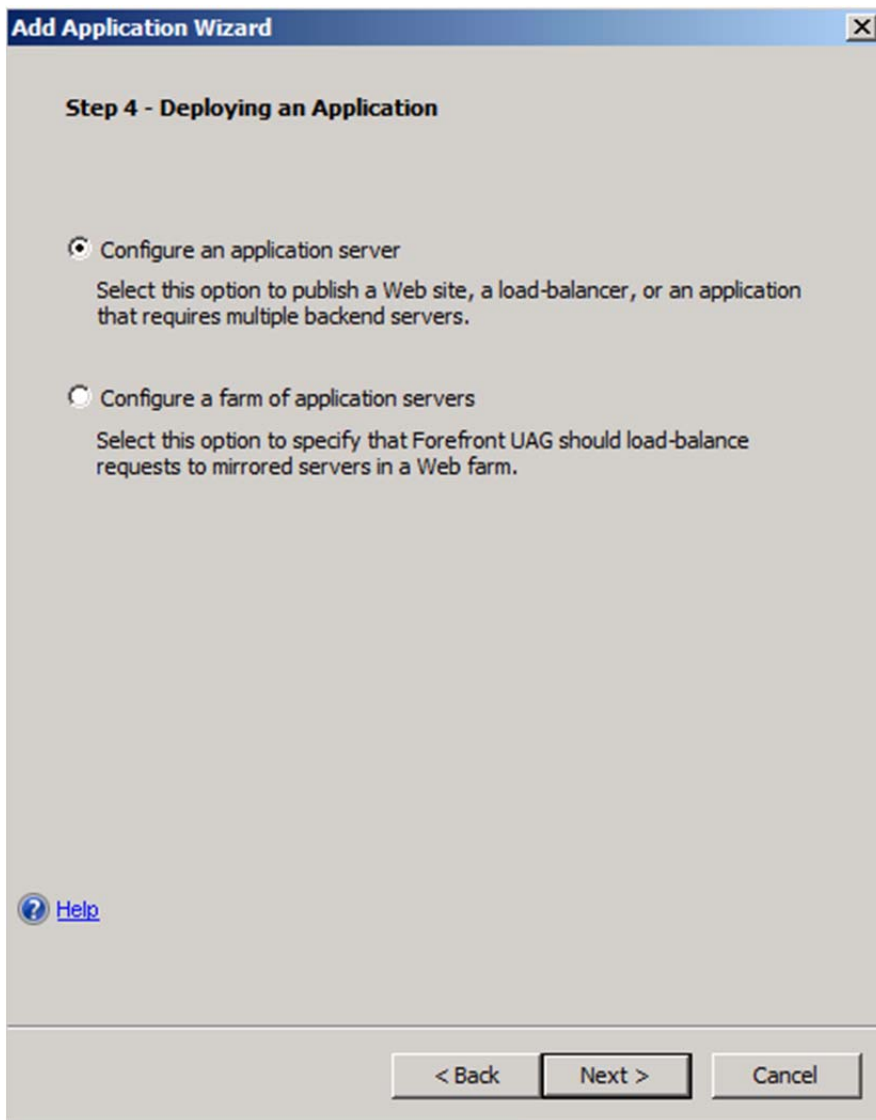 Add Application Wizard
Step 4 - Deploying an Application
Configure an application server
Select this option to publish a Web site, a load-balancer, or an application
that requires multiple backend servers.
Configure a farm of application servers
Select this option to specify that Forefront UAG should load-balance
requests to mirrored servers in a Web farm.
Help
< Back Next > Cancel